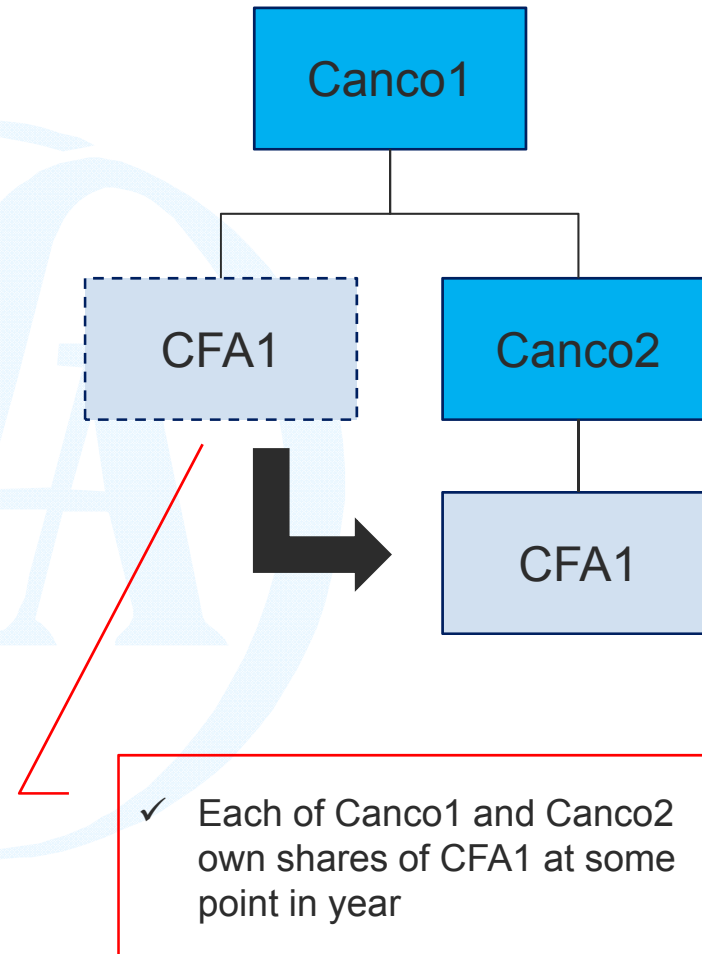 Canco1
CFA1
Canco2
CFA1
✓ Each of Canco1 and Canco2
own shares of CFA1 at some
point in year